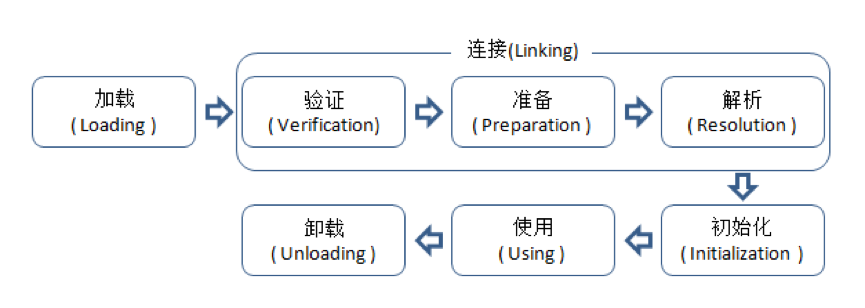 连接(Linking)
加载
( Loading )
验证
( Verification)
准备
( Preparation )
解析
( Resolution )
卸载
( Unloading )
使用
( Using )
初始化
( Initialization )